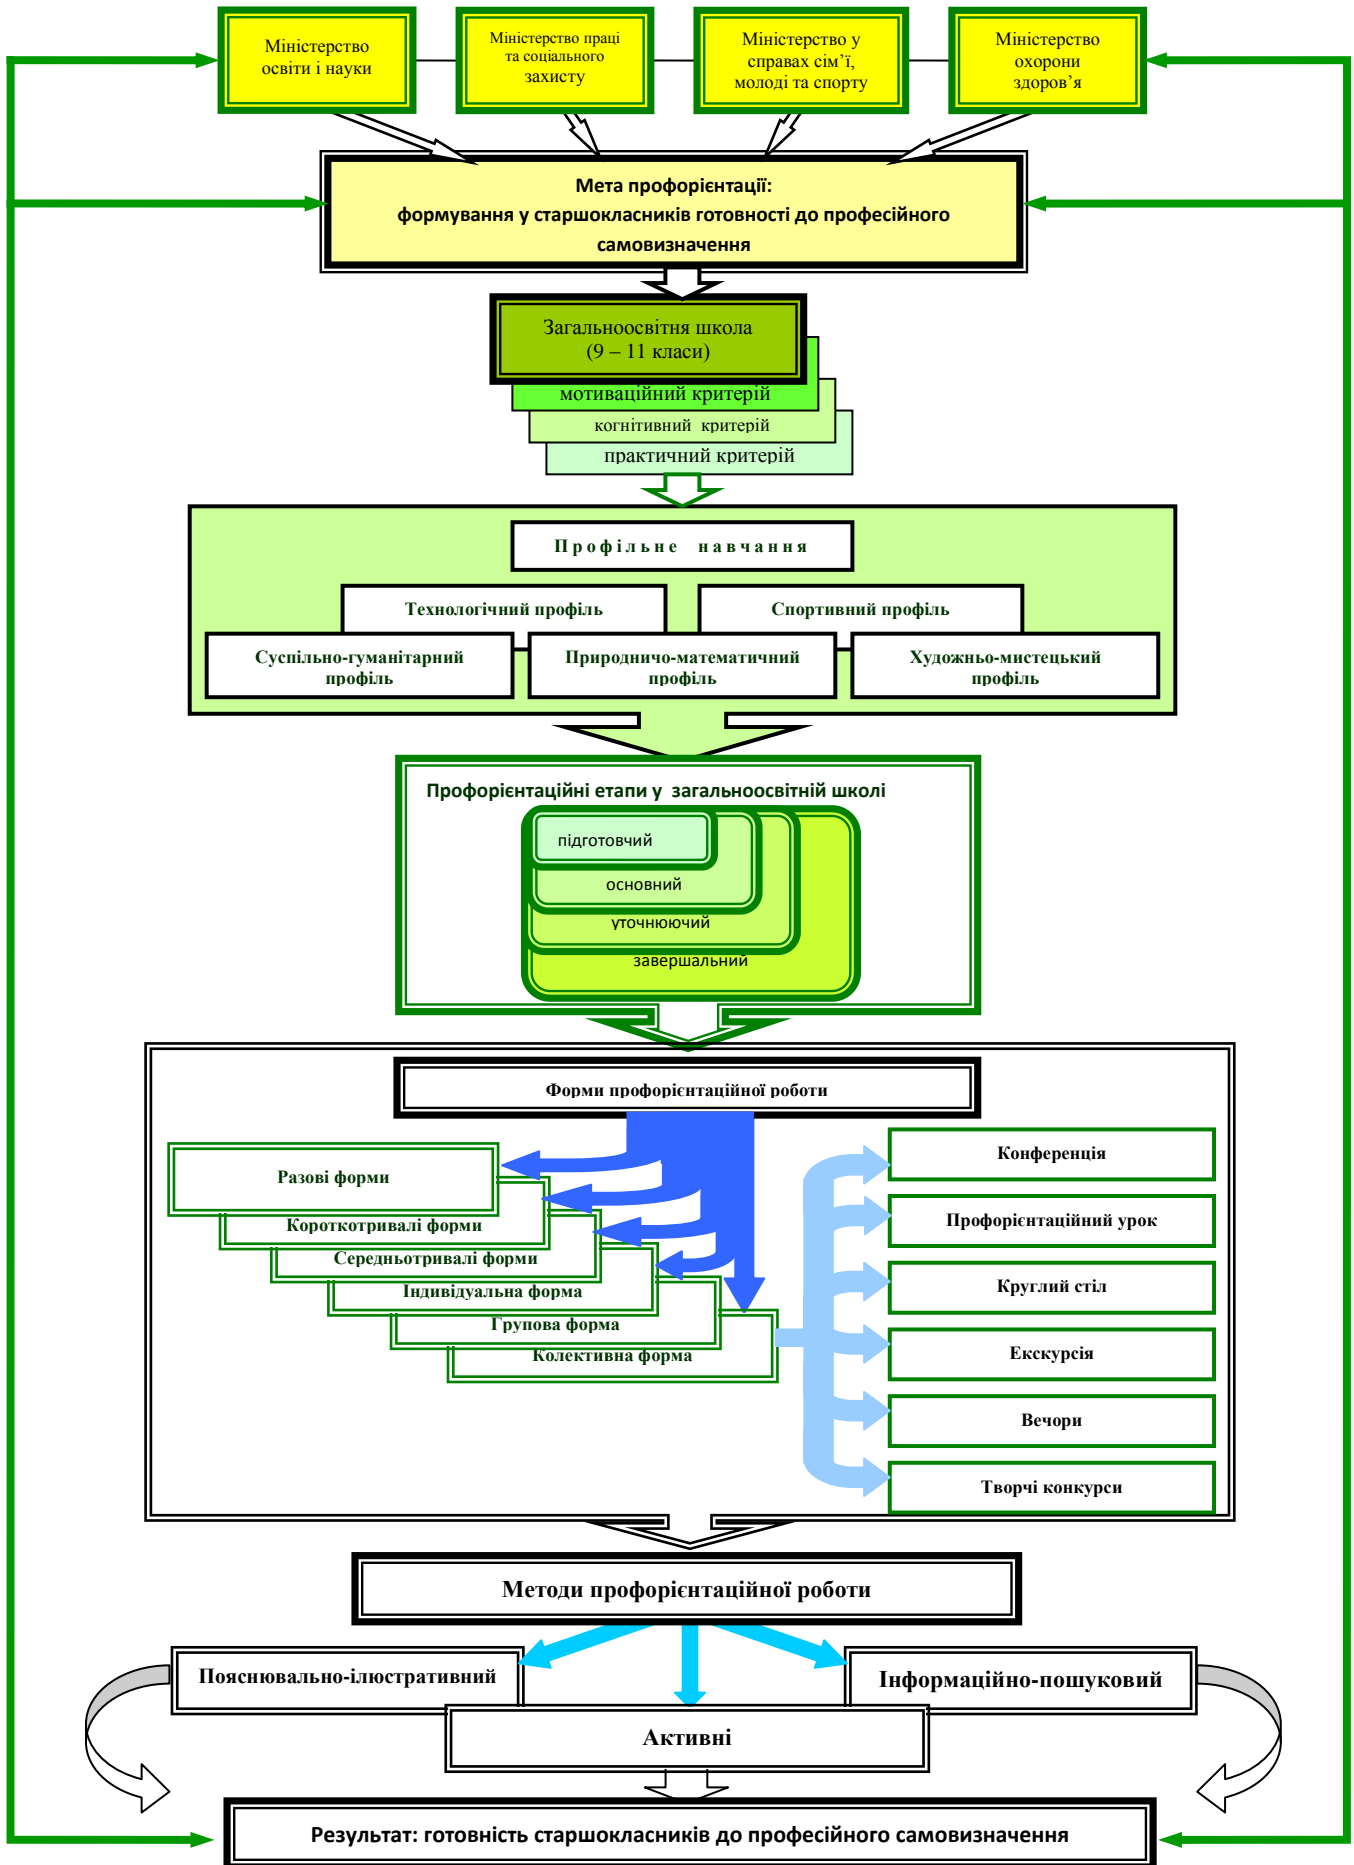 Міністерство
освіти і науки
Міністерство праці
та соціального
захисту
Міністерство у
справах сім’ї,
молоді та спорту
Міністерство
охорони
здоров’я
Мета профорієнтації:
формування у старшокласників готовності до професійного
самовизначення
Загальноосвітня школа
(9 – 11 класи)
мотиваційний критерій
когнітивний критерій
практичний критерій
Профільне навчання
Технологічний профіль
Спортивний профіль
Суспільно-гуманітарний
профіль
Природничо-математичний
профіль
Художньо-мистецький
профіль
Профорієнтаційні етапи у загальноосвітній школі
підготовчий
основний
уточнюючий
завершальний
Форми профорієнтаційної роботи
Разові форми
Короткотривалі форми
Середньотривалі форми
Індивідуальна форма
Групова форма
Колективна форма
Конференція
Профорієнтаційний урок
Круглий стіл
Екскурсія
Вечори
Творчі конкурси
Методи профорієнтаційної роботи
Пояснювально-ілюстративний
Інформаційно-пошуковий
Активні
Результат: готовність старшокласників до професійного самовизначення